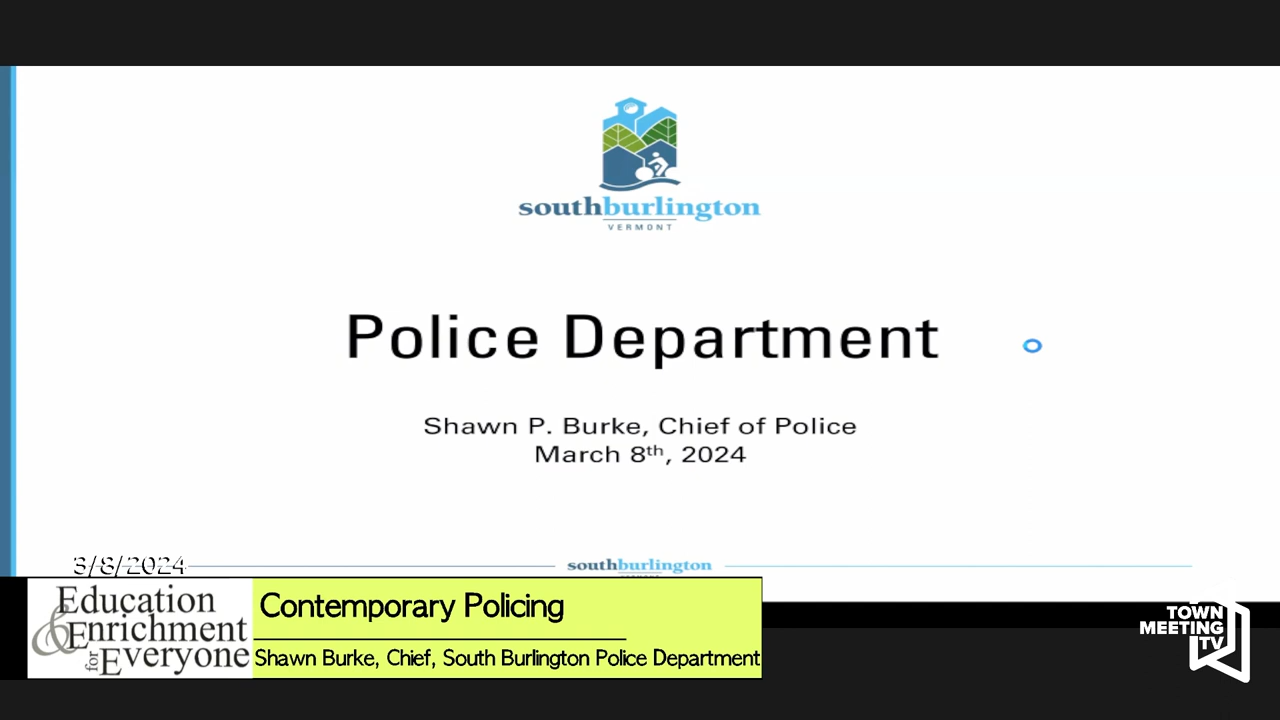 southburlington
VERMONT
Police Department
Shawn P. Burke, Chief of Police
March 8th, 2024
southburlington
3/8/2024
Education
& Enrichment
for Everyone
Contemporary Policing
Shawn Burke, Chief, South Burlington Police Department
TOWN
MEETING
TV